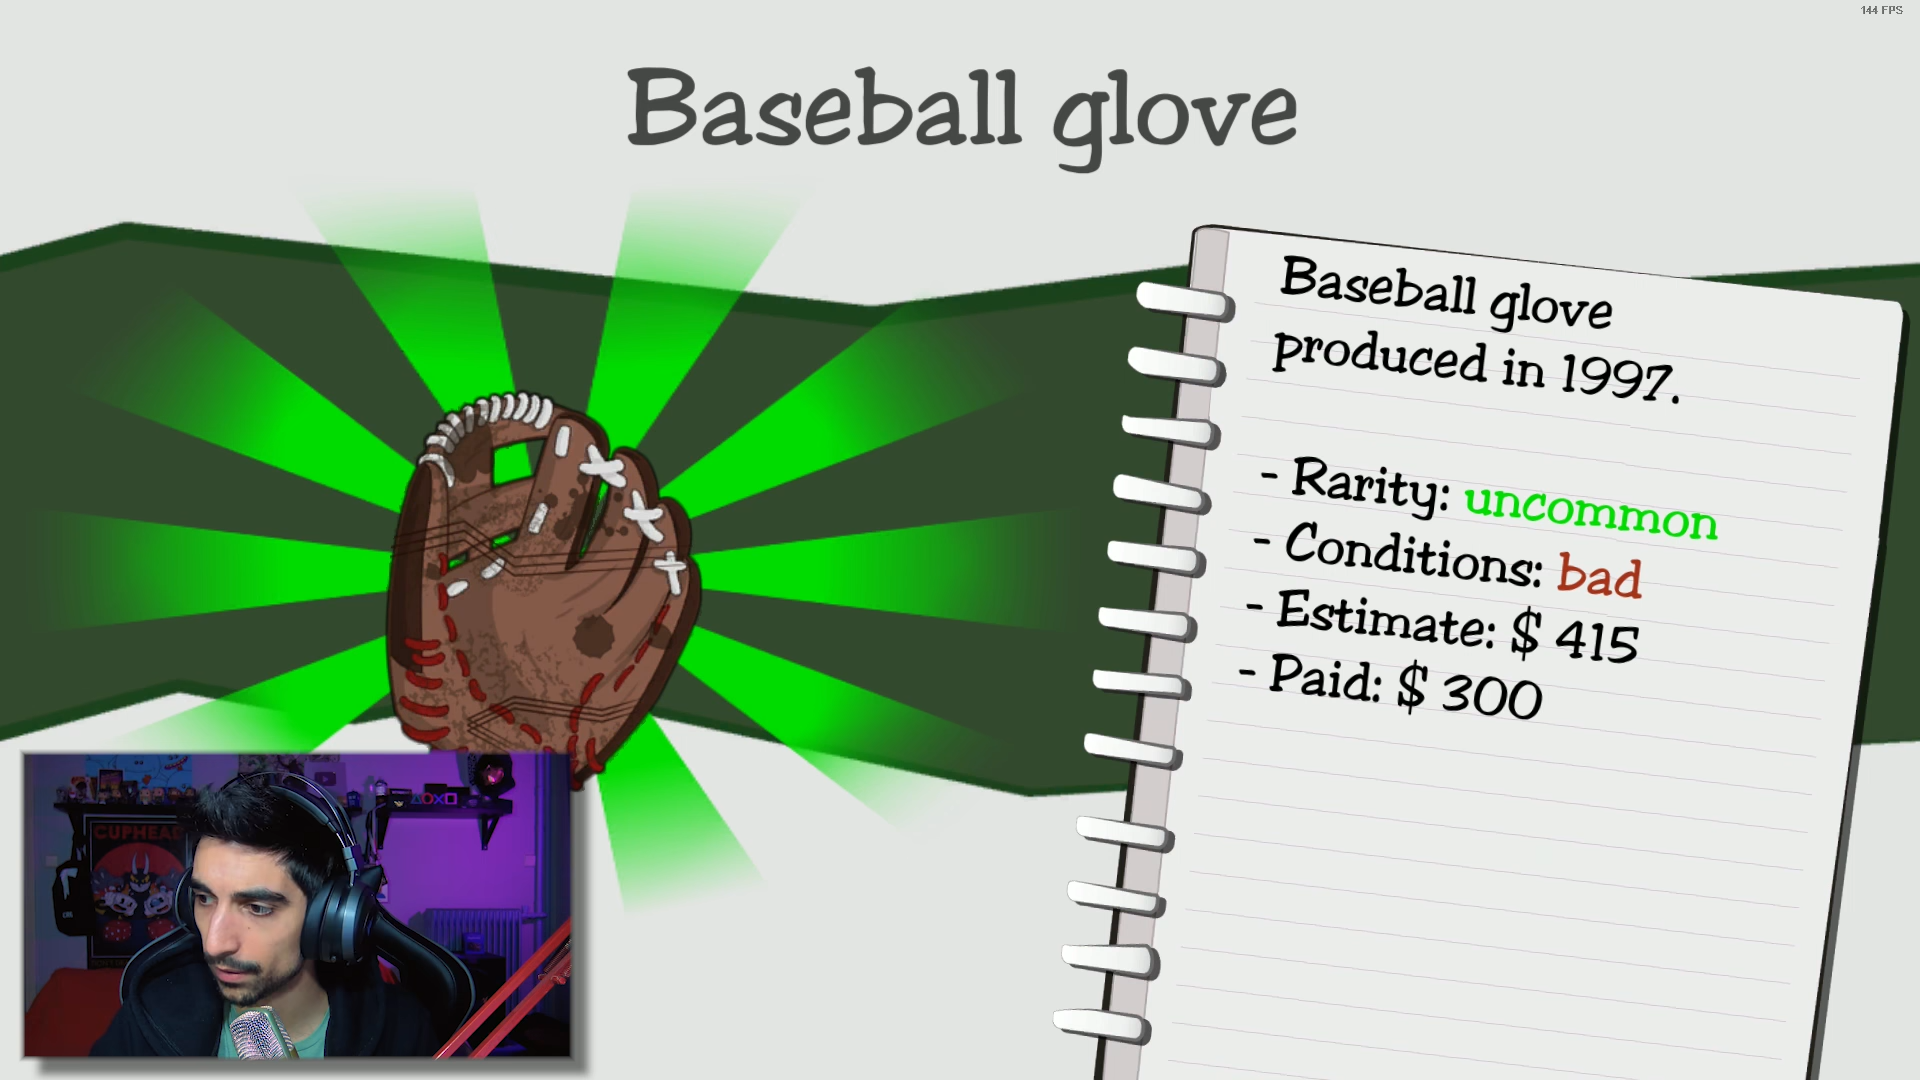 144 FPS
Baseball glove
Baseball glove
produced in 1997.
- Rarity: uncommon
- Conditions: bad
- Estimate: $ 415
- Paid: $ 300
CUPHEAD